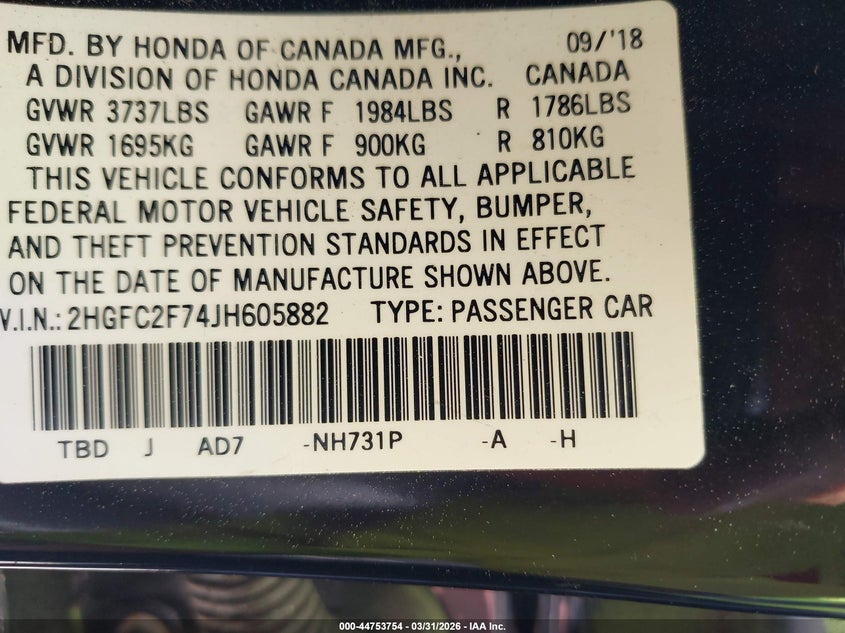 MFD. BY HONDA OF CANADA MFG., 09/'18
A DIVISION OF HONDA CANADA INC. CANADA
GVWR 3737LBS GAWR F 1984LBS R 1786LBS
GVWR 1695KG GAWR F 900KG R 810KG
THIS VEHICLE CONFORMS TO ALL APPLICABLE
FEDERAL MOTOR VEHICLE SAFETY, BUMPER,
AND THEFT PREVENTION STANDARDS IN EFFECT
ON THE DATE OF MANUFACTURE SHOWN ABOVE.
V.I.N.: 2HGFC2F74JH605882 TYPE: PASSENGER CAR
TBD J AD7 -NH731P -A -H
000-44753754 - 03/31/2026 - IAA Inc.